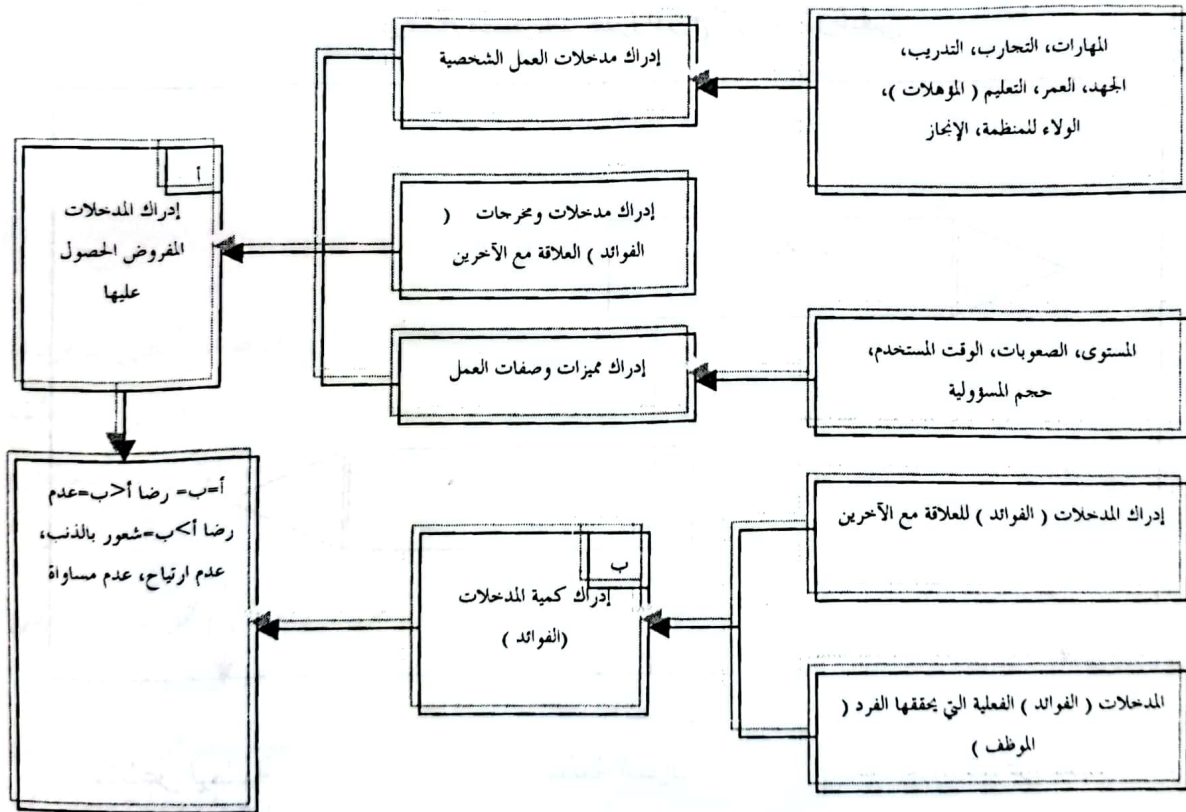 المهارات، التجارب، التدريب،
الجهد، العمر، التعليم ( المؤهلات )،
الولاء للمنظمة، الإنجاز
إدراك مدخلات العمل الشخصية
إدراك مدخلات ومخرجات ( 
الفوائد ) العلاقة مع الآخرين
أ
إدراك المدخلات
المفروض الحصول
عليها
المستوى، الصعوبات، الوقت المستخدم،
حجم المسؤولية
إدراك مميزات وصفات العمل
إدراك المدخلات ( الفوائد ) للعلاقة مع الآخرين
المدخلات ( الفوائد ) الفعلية التي يحققها الفرد (
الموظف )
ب
إدراك كمية المدخلات
(الفوائد )
أ=ب= رضا أ<ب=عدم
رضا أ>ب=شعور بالذنب،
عدم ارتياح، عدم مساواة